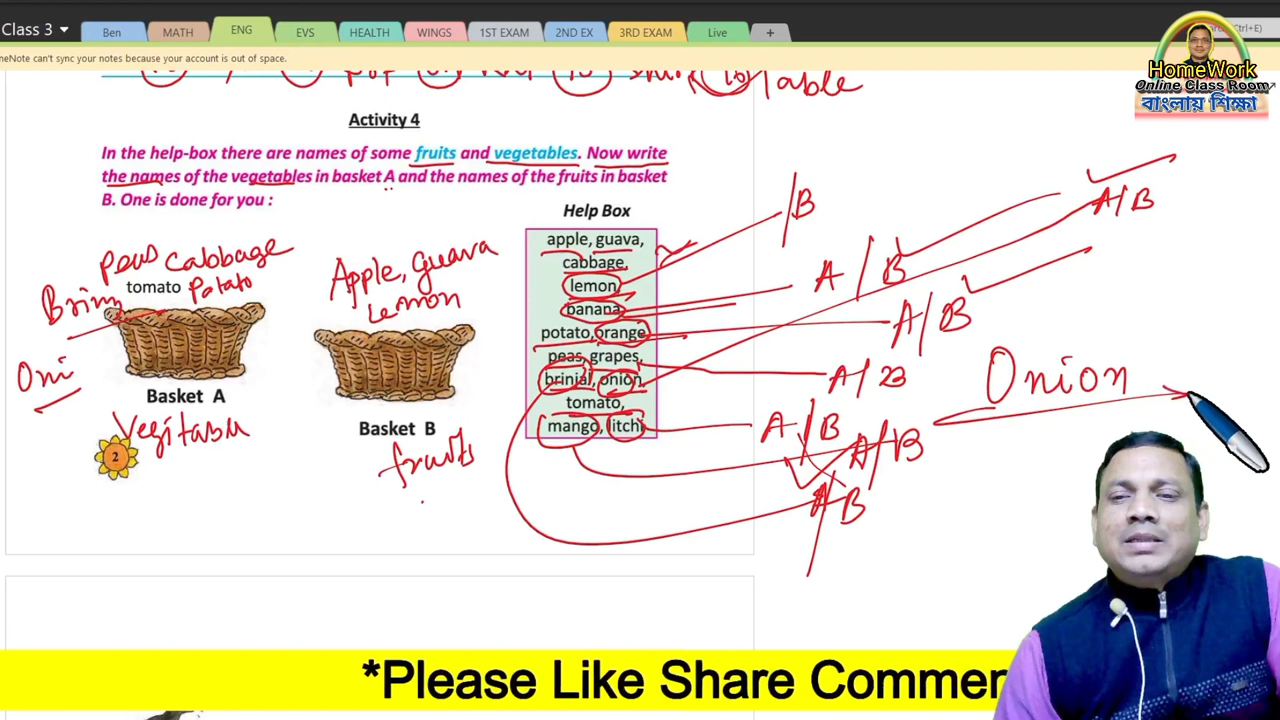 Class 3
Ben
MATH
ENG
EVS
HEALTH
WINGS
1ST EXAM
2ND EX
3RD EXAM
Live
+
neNote can't sync your notes because your account is out of space.
Ctrl+E)
HomeWork
Online Class Room
বাংলায় শিক্ষা
table
Activity 4
In the help-box there are names of some fruits and vegetables. Now write
the names of the vegetables in basket A and the names of the fruits in basket
B. One is done for you :
Help Box
apple, guava,
cabbage,
lemon,
banana,
potato, orange,
peas, grapes,
brinjal, onion,
tomato,
mango, litchi
Peas Cabbage
tomato Potato
Brinj
Oni
Basket A
Vegitable
Apple, Guava
Lemon
Basket B
fruits
2
/B
A/B
A/B
A/B
A/B
A/B
A/B
A/B
Onion
*Please Like Share Commen